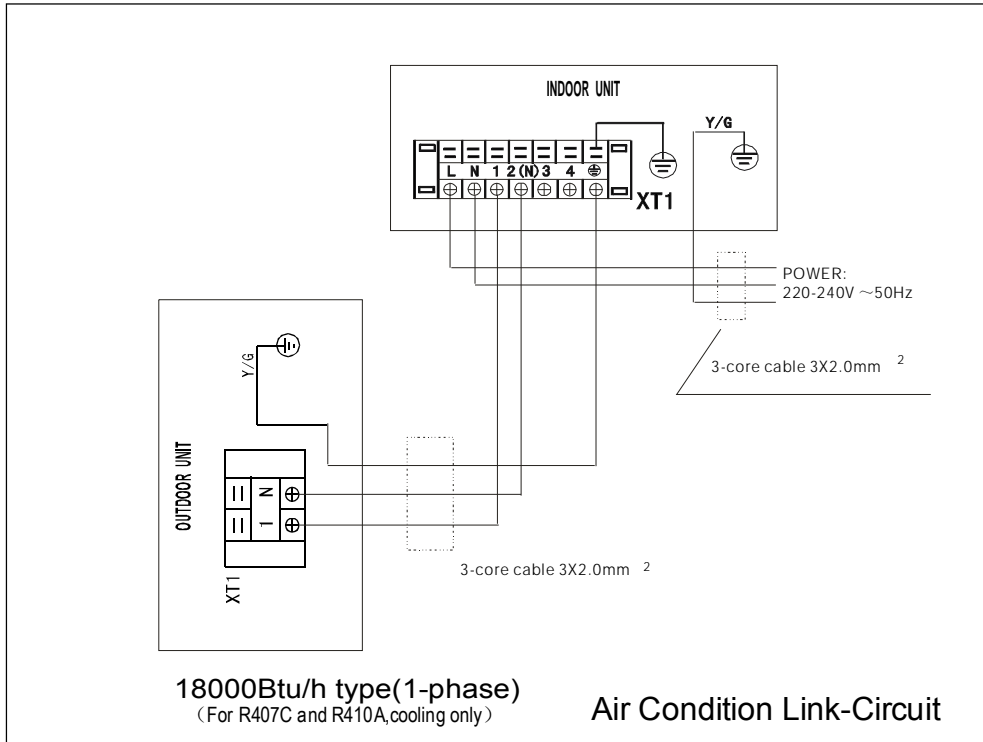 INDOOR UNIT
Y/G
L N 1 2(N) 3 4
XT1
POWER:
220-240V ~50Hz
3-core cable 3X2.0mm 2
Y/G
OUTDOOR UNIT
N
1
XT1
3-core cable 3X2.0mm 2
18000Btu/h type(1-phase)
(For R407C and R410A,cooling only)
Air Condition Link-Circuit